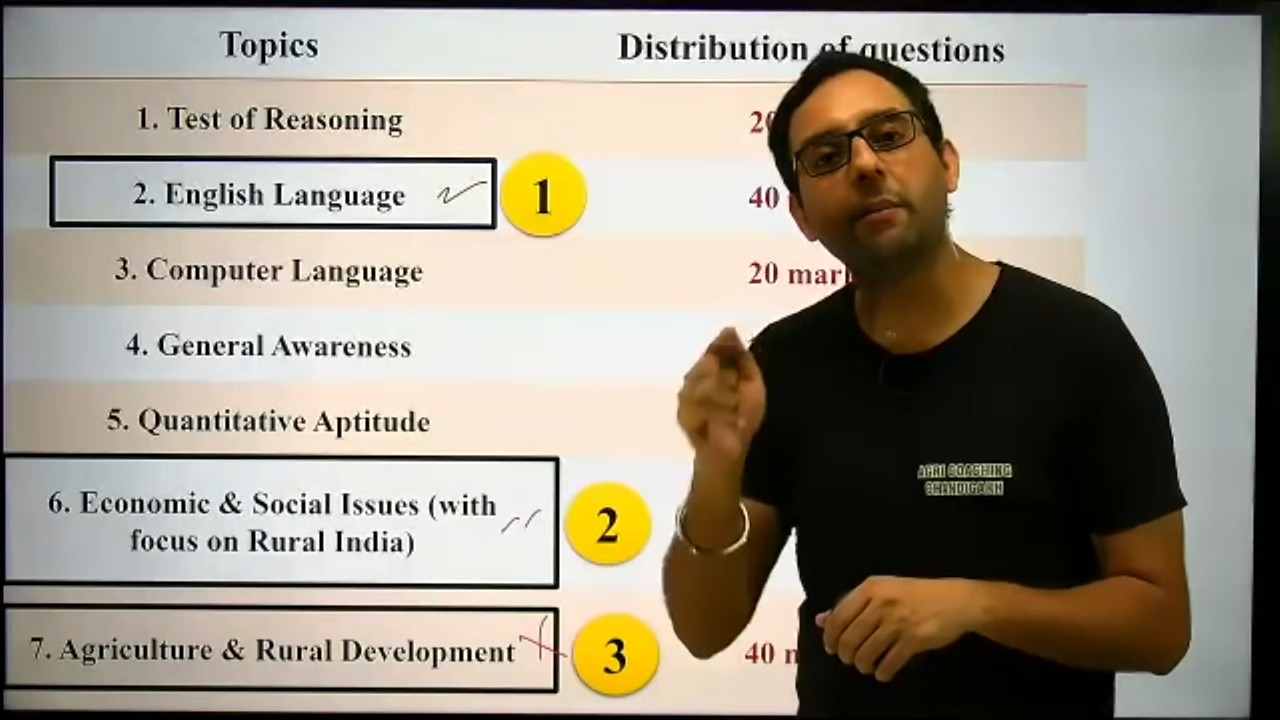 Topics Distribution of questions
1. Test of Reasoning
2. English Language 1 40
3. Computer Language 20
4. General Awareness
5. Quantitative Aptitude
6. Economic & Social Issues (with
focus on Rural India) 2
7. Agriculture & Rural Development 3 40
AGRI COACHING
CHANDIGARH